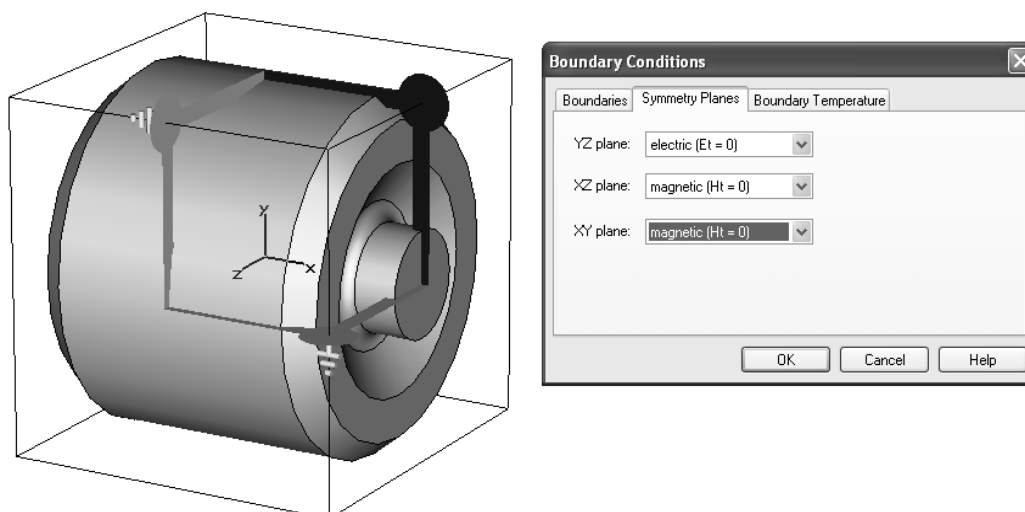 y
z
x
Boundary Conditions
Boundaries
Symmetry Planes
Boundary Temperature
YZ plane: electric (Et = 0)
XZ plane: magnetic (Ht = 0)
XY plane: magnetic (Ht = 0)
OK
Cancel
Help